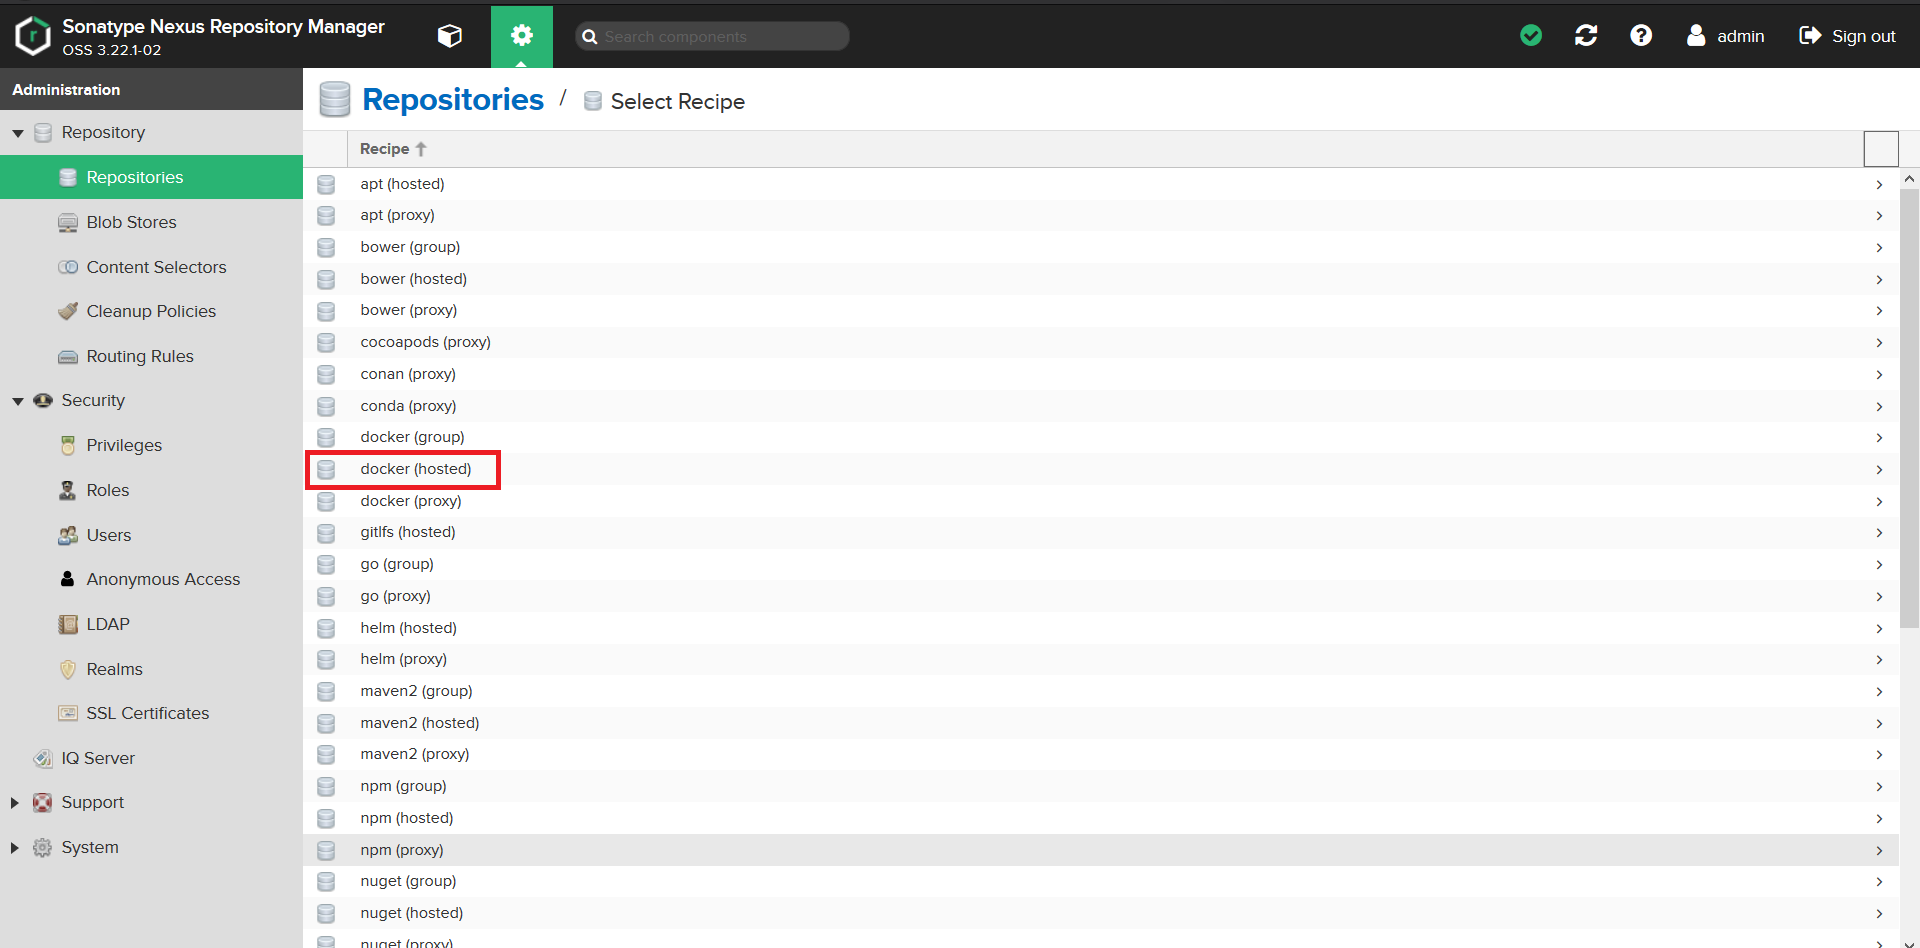 Sonatype Nexus Repository Manager
OSS 3.22.1-02
Search components
admin
Sign out
Administration
Repository
Repositories
Blob Stores
Content Selectors
Cleanup Policies
Routing Rules
Security
Privileges
Roles
Users
Anonymous Access
LDAP
Realms
SSL Certificates
IQ Server
Support
System
Repositories / Select Recipe
Recipe
apt (hosted)
apt (proxy)
bower (group)
bower (hosted)
bower (proxy)
cocoapods (proxy)
conan (proxy)
conda (proxy)
docker (group)
docker (hosted)
docker (proxy)
gitlfs (hosted)
go (group)
go (proxy)
helm (hosted)
helm (proxy)
maven2 (group)
maven2 (hosted)
maven2 (proxy)
npm (group)
npm (hosted)
npm (proxy)
nuget (group)
nuget (hosted)
nuget (proxy)